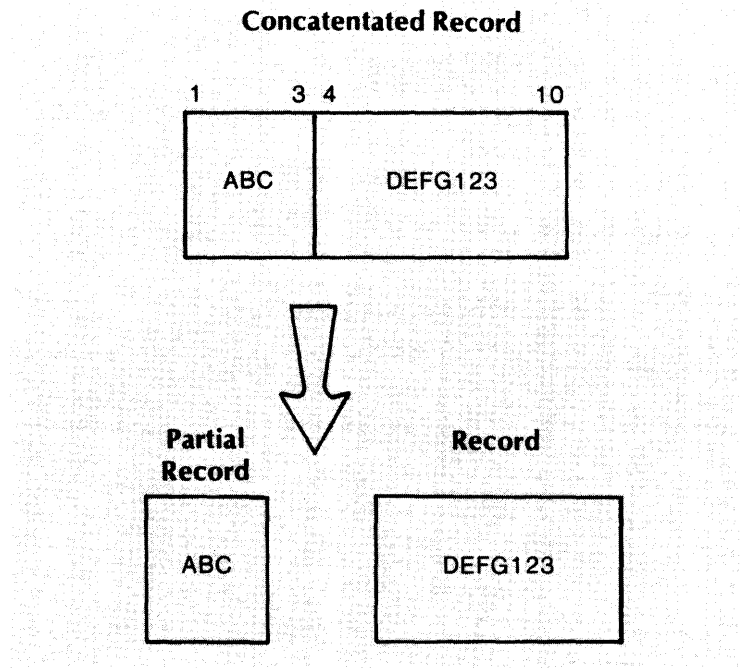 Concatentated Record
1 3 4 10
ABC DEFG123
Partial
Record
Record
ABC DEFG123